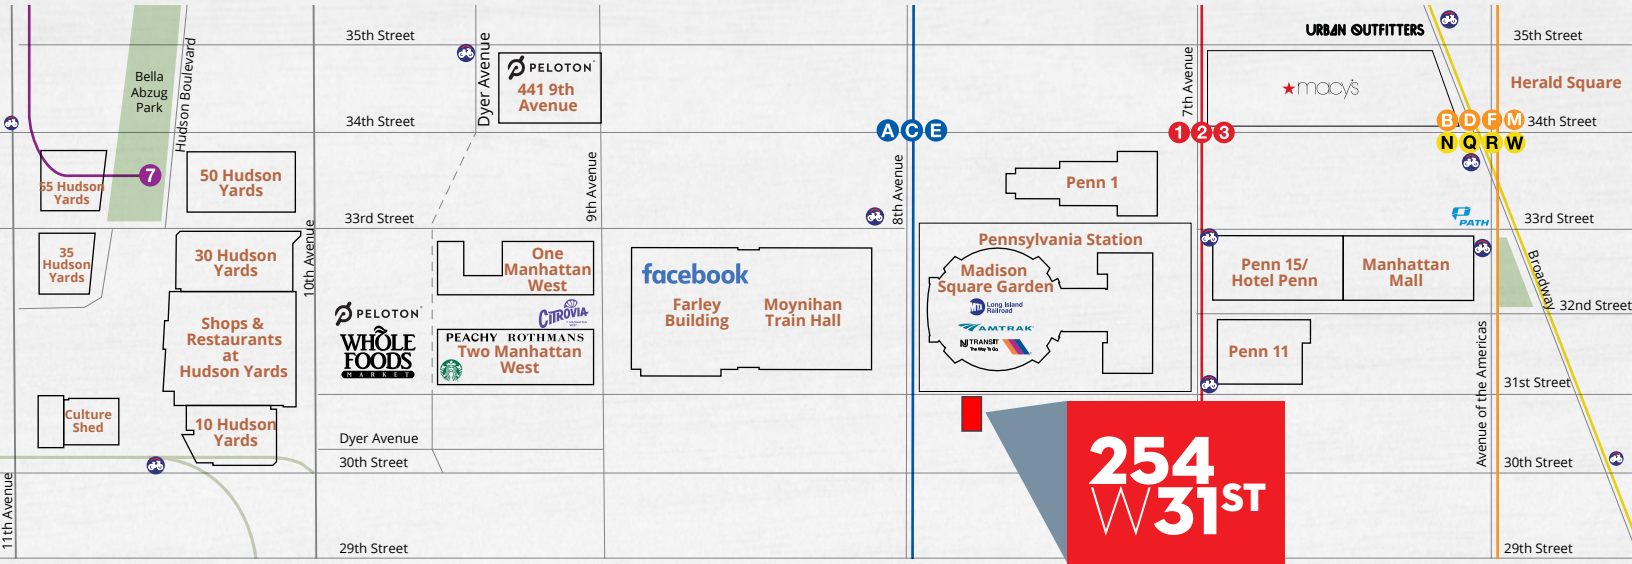 URBAN OUTFITTERS
35th Street
35th Street
Dyer Avenue
Hudson Boulevard
Bella
Abzug
Park
PELOTON
441 9th
Avenue
7th Avenue
macy's
Herald Square
34th Street
A C E
1 2 3
B D F M
34th Street
N Q R W
7
55 Hudson
Yards
50 Hudson
Yards
9th Avenue
8th Avenue
Penn 1
33rd Street
PATH
33rd Street
35
Hudson
Yards
30 Hudson
Yards
10th Avenue
One
Manhattan
West
facebook
Farley
Building
Moynihan
Train Hall
Pennsylvania Station
Madison
Square Garden
MTA
Long Island
Railroad
AMTRAK
NJ TRANSIT
The Way To Go
Penn 15/
Hotel Penn
Manhattan
Mall
Broadway
32nd Street
Shops &
Restaurants
at
Hudson Yards
PELOTON
WHOLE
FOODS
MARKET
CITROVIA
PEACHY ROTHMANS
Two Manhattan
West
Penn 11
Avenue of the Americas
31st Street
Culture
Shed
10 Hudson
Yards
Dyer Avenue
30th Street
30th Street
254
W31ST
11th Avenue
29th Street
29th Street